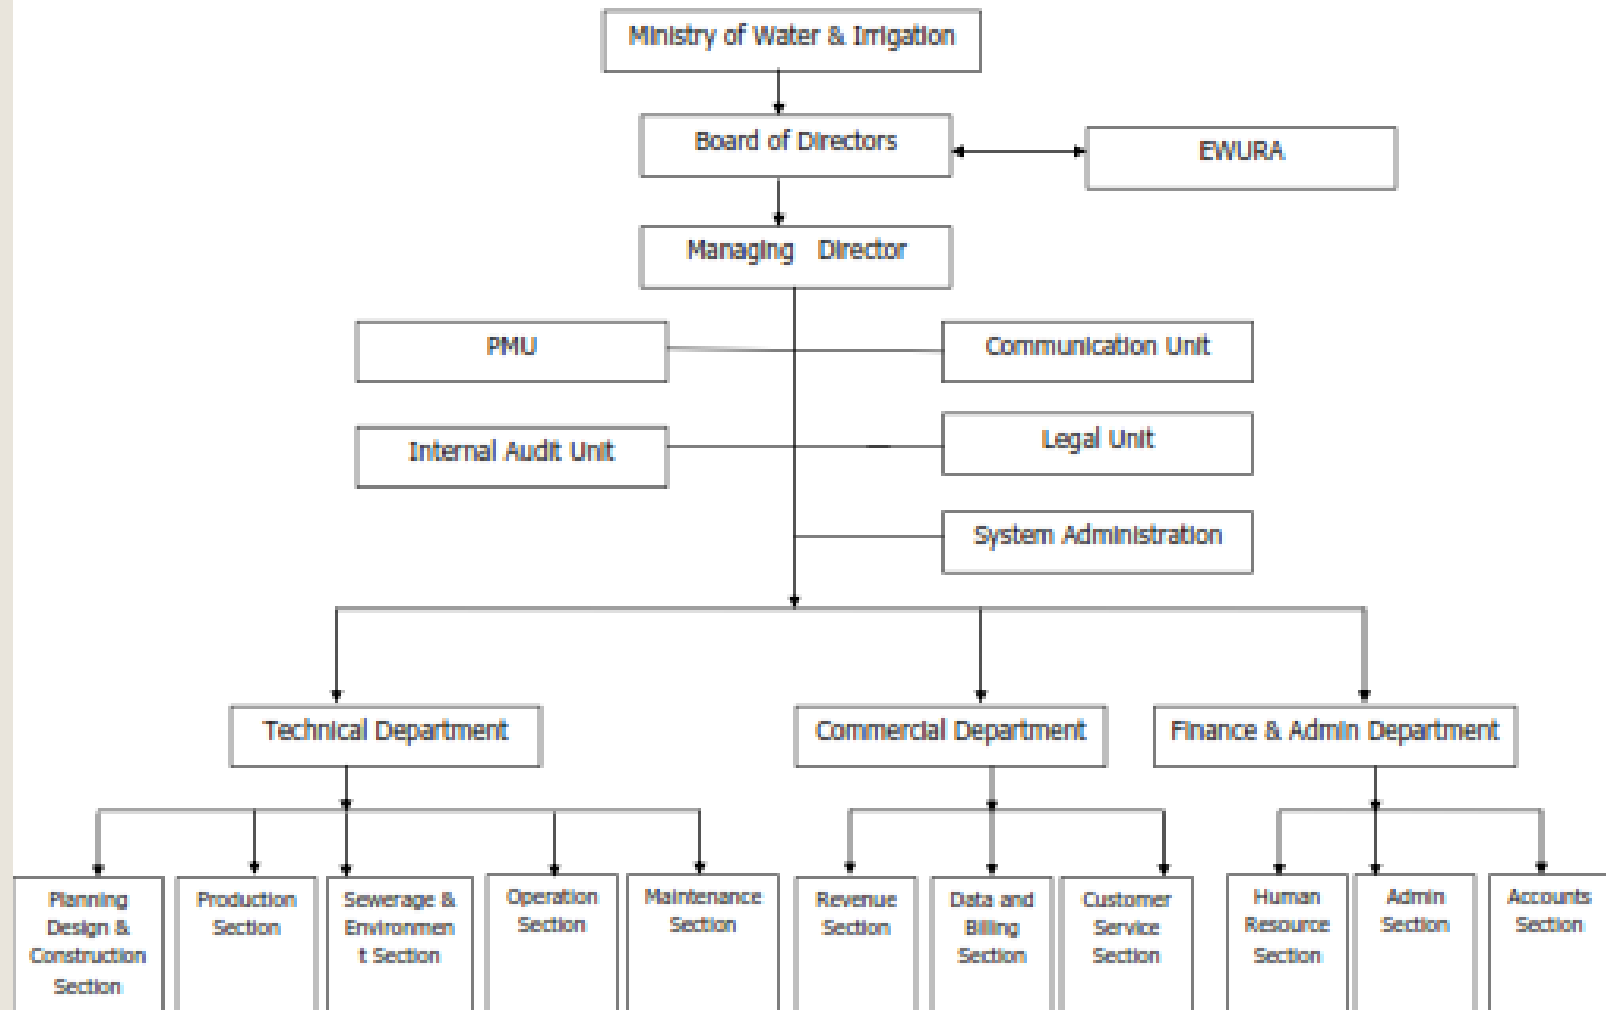 Ministry of Water & Irrigation
Board of Directors
EWURA
Managing Director
PMU
Communication Unit
Internal Audit Unit
Legal Unit
System Administration
Technical Department
Commercial Department
Finance & Admin Department
Planning
Design &
Construction
Section
Production
Section
Sewerage &
Environmen
t Section
Operation
Section
Maintenance
Section
Revenue
Section
Data and
Billing
Section
Customer
Service
Section
Human
Resource
Section
Admin
Section
Accounts
Section